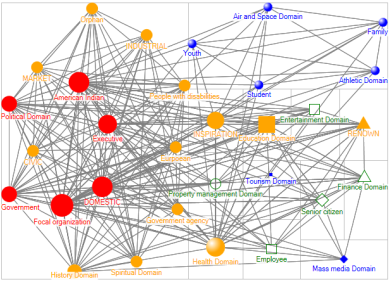 Orphan
Air and Space Domain
Family
INDUSTRIAL
Youth
MARKET
American Indian
People with disabilities
Student
Athletic Domain
Political Domain
Executive
INSPIRATION
Education Domain
Entertainment Domain
RENOWN
CIVIC
European
Tourism Domain
Finance Domain
Government
DOMESTIC
Property management Domain
Focal organization
Government agency
Senior citizen
History Domain
Spiritual Domain
Health Domain
Employee
Mass media Domain